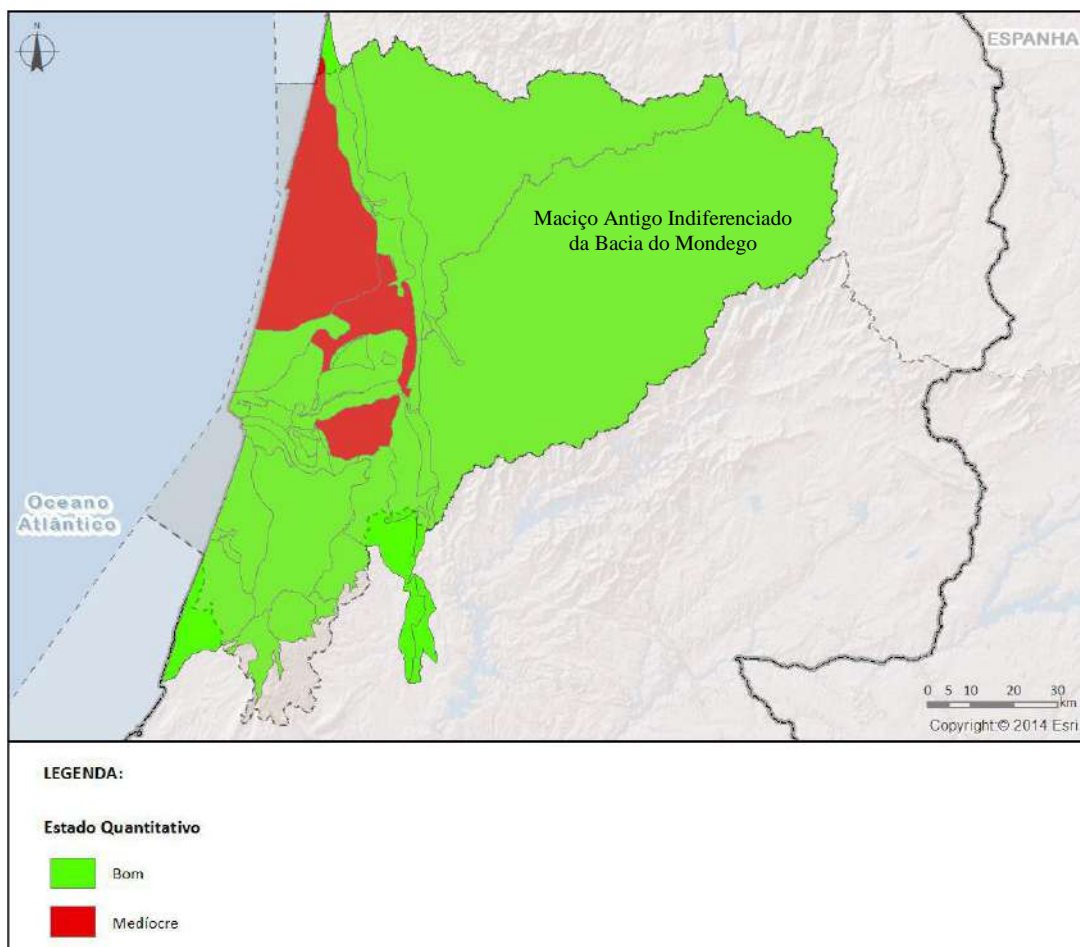 N
ESPANHA
Maciço Antigo Indiferenciado
da Bacia do Mondego
Oceano
Atlântico
0 5 10 20 30
km
Copyright:© 2014 Esri
LEGENDA:
Estado Quantitativo
Bom
Medíocre